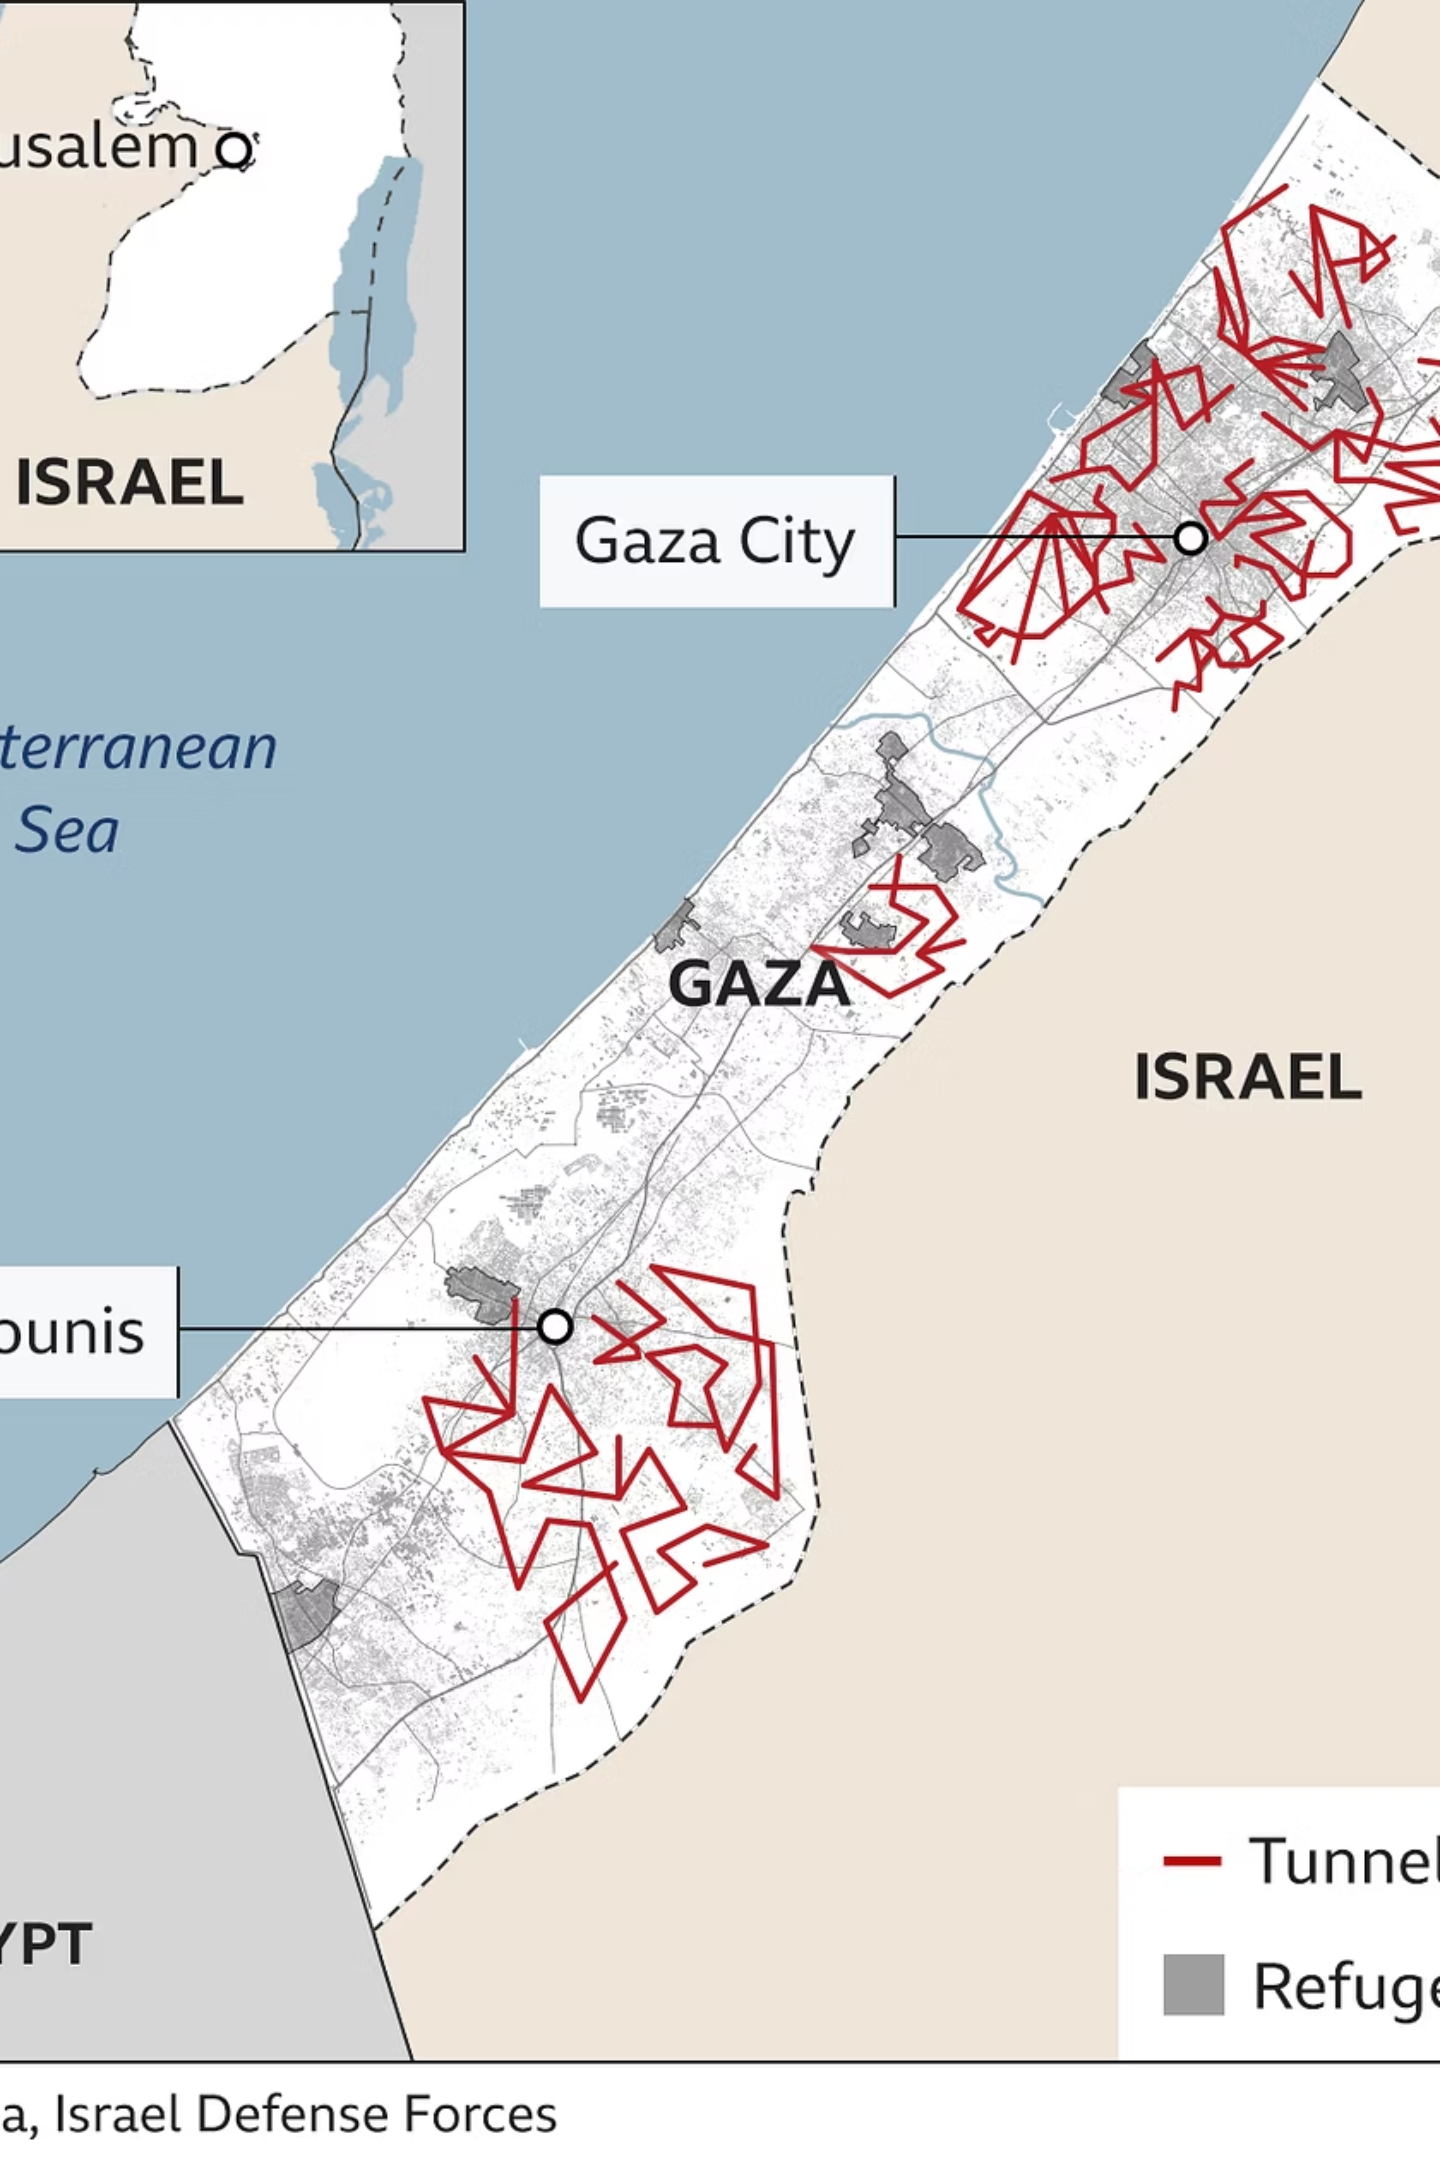 usalem
ISRAEL
Gaza City
terranean
Sea
GAZA
ISRAEL
ounis
Tunnel
YPT
Refuge
a, Israel Defense Forces